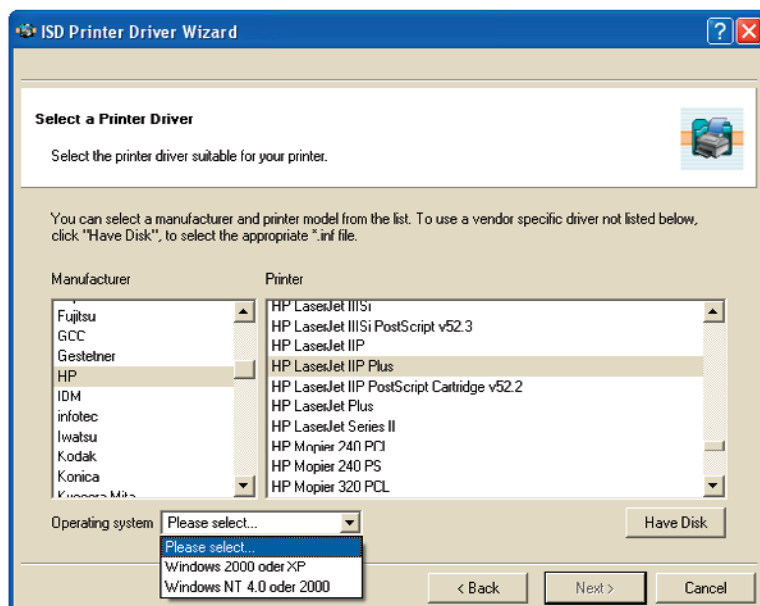 ISD Printer Driver Wizard
Select a Printer Driver
Select the printer driver suitable for your printer.
You can select a manufacturer and printer model from the list. To use a vendor specific driver not listed below,
click "Have Disk", to select the appropriate *.inf file.
Manufacturer
Printer
Fujitsu
GCC
Gestetner
HP
IDM
infotec
Iwatsu
Kodak
Konica
Kyocera Mita
HP LaserJet IIISi
HP LaserJet IIISi PostScript v52.3
HP LaserJet IIP
HP LaserJet IIP Plus
HP LaserJet IIP PostScript Cartridge v52.2
HP LaserJet Plus
HP LaserJet Series II
HP Mopier 240 PCL
HP Mopier 240 PS
HP Mopier 320 PCL
Operating system
Please select...
Have Disk
Please select...
Windows 2000 oder XP
Windows NT 4.0 oder 2000
< Back
Next >
Cancel